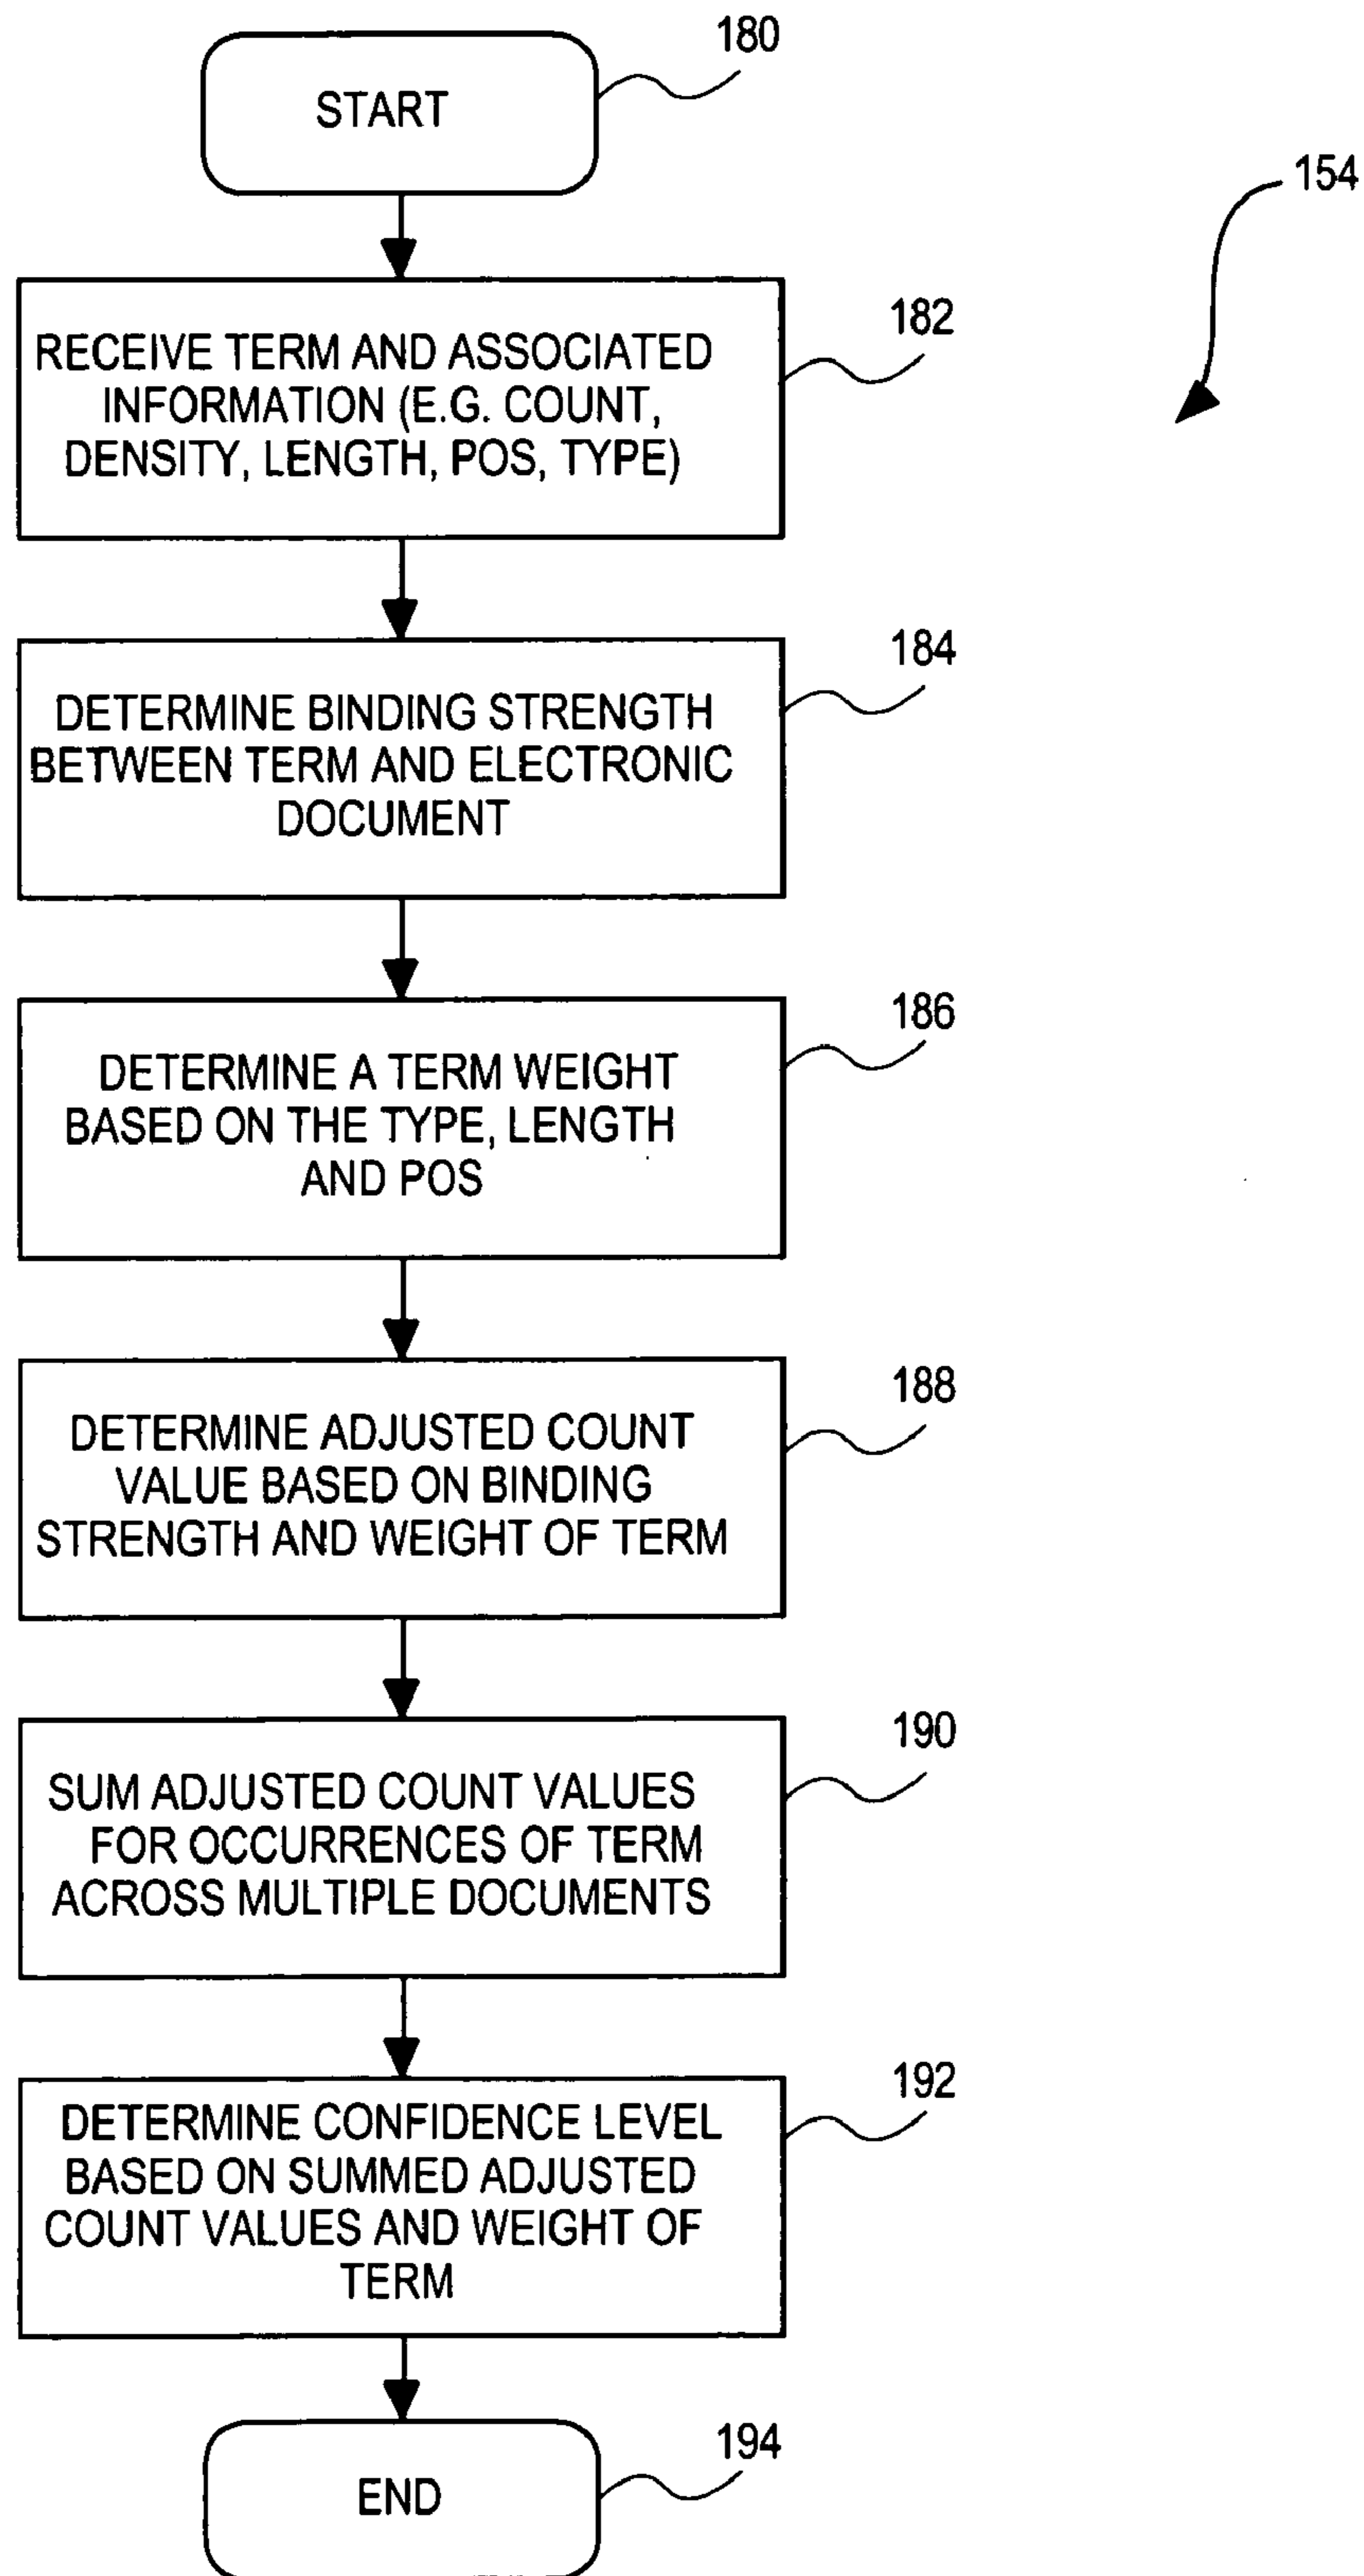 180
START
154
182
RECEIVE TERM AND ASSOCIATED
INFORMATION (E.G. COUNT,
DENSITY, LENGTH, POS, TYPE)
184
DETERMINE BINDING STRENGTH
BETWEEN TERM AND ELECTRONIC
DOCUMENT
186
DETERMINE A TERM WEIGHT
BASED ON THE TYPE, LENGTH
AND POS
188
DETERMINE ADJUSTED COUNT
VALUE BASED ON BINDING
STRENGTH AND WEIGHT OF TERM
190
SUM ADJUSTED COUNT VALUES
FOR OCCURRENCES OF TERM
ACROSS MULTIPLE DOCUMENTS
192
DETERMINE CONFIDENCE LEVEL
BASED ON SUMMED ADJUSTED
COUNT VALUES AND WEIGHT OF
TERM
194
END